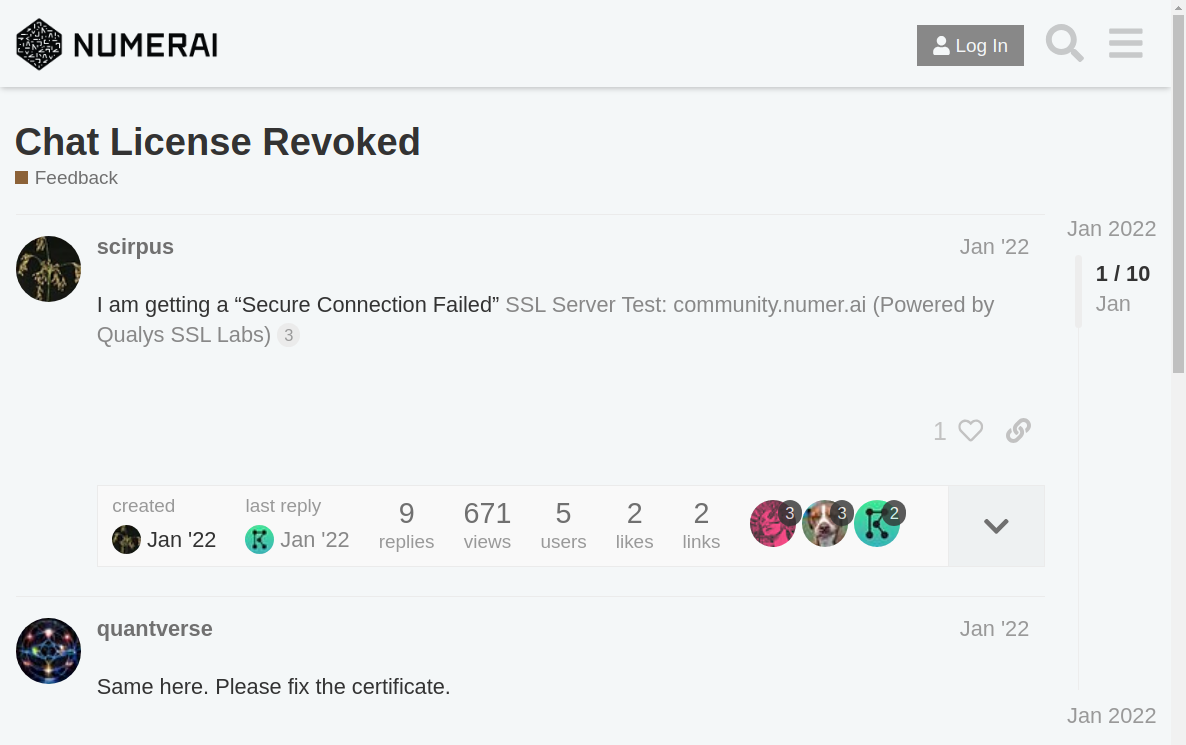 NUMERAI
Log In
Chat License Revoked
Feedback
Jan 2022
1 / 10
Jan
scirpus
Jan '22
I am getting a “Secure Connection Failed” SSL Server Test: community.numer.ai (Powered by
Qualys SSL Labs) 3
1
created
Jan '22
last reply
Jan '22
9
replies
671
views
5
users
2
likes
2
links
3
3
2
quantverse
Jan '22
Same here. Please fix the certificate.
Jan 2022